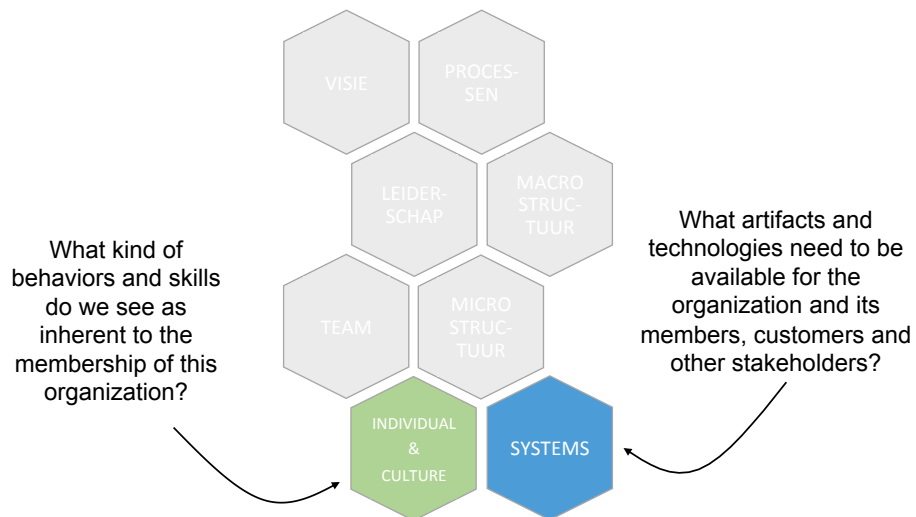 VISIE
PROCES-
SEN
LEIDER-
SCHAP
MACRO
STRUC-
TUUR
What kind of
behaviors and skills
do we see as
inherent to the
membership of this
organization?
What artifacts and
technologies need to be
available for the
organization and its
members, customers and
other stakeholders?
TEAM
MICRO
STRUC-
TUUR
INDIVIDUAL
&
CULTURE
SYSTEMS